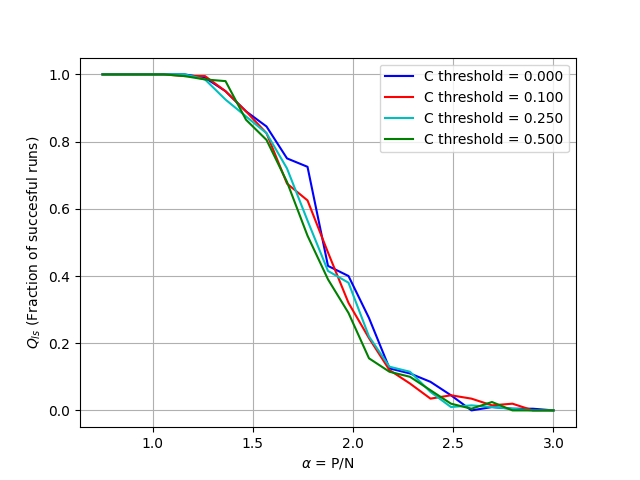 C threshold = 0.000
C threshold = 0.100
C threshold = 0.250
C threshold = 0.500
1.0
0.8
0.6
0.4
0.2
0.0
Q_ls (Fraction of succesful runs)
1.0 1.5 2.0 2.5 3.0
α = P/N